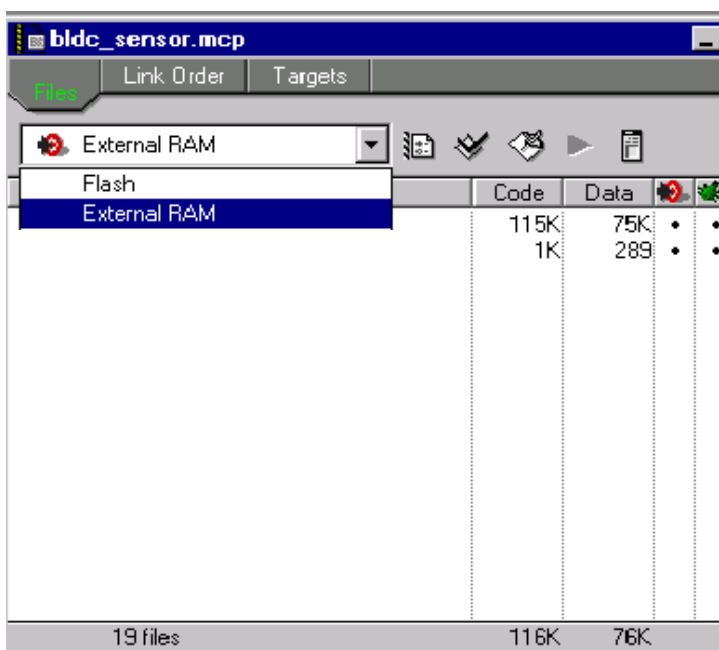 bldc_sensor.mcp
Files Link Order Targets
External RAM
Flash
External RAM
Code Data
115K 75K
1K 289
19 files 116K 76K